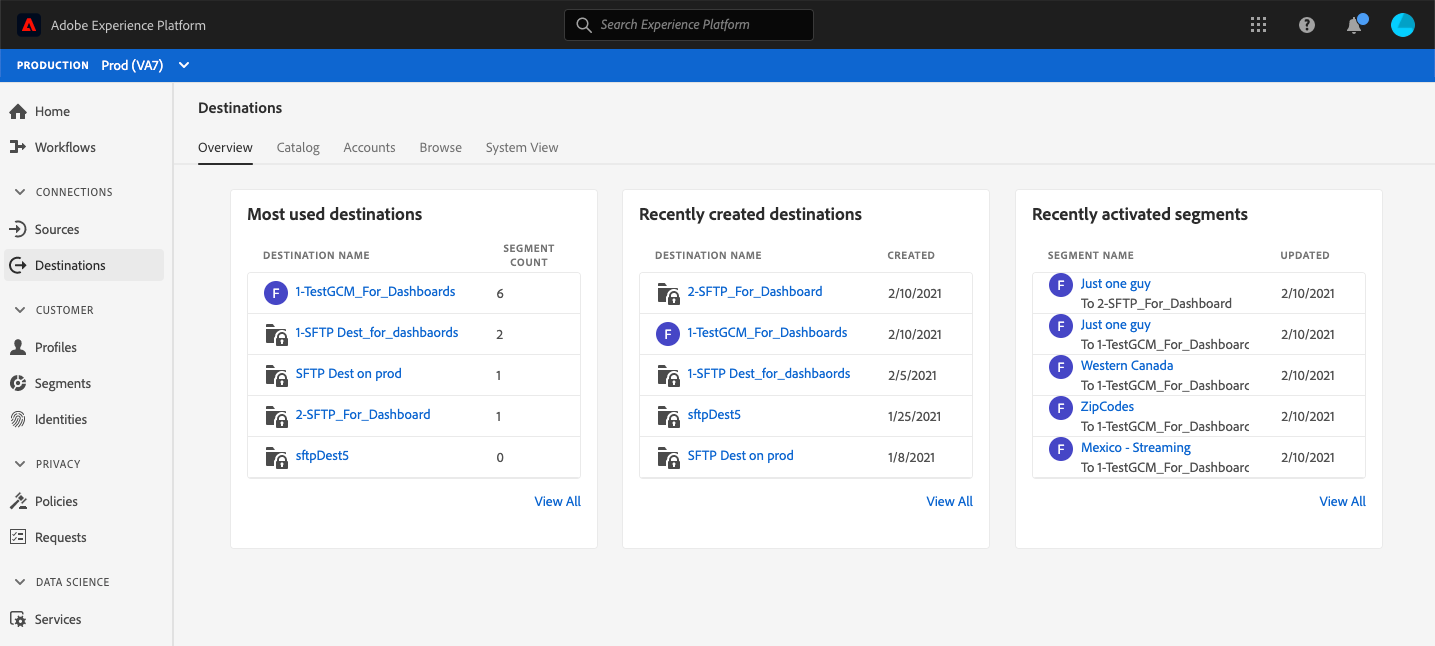 Adobe Experience Platform
Search Experience Platform
PRODUCTION Prod (VA7)
Home
Workflows
CONNECTIONS
Sources
Destinations
CUSTOMER
Profiles
Segments
Identities
PRIVACY
Policies
Requests
DATA SCIENCE
Services
Destinations
Overview Catalog Accounts Browse System View
Most used destinations
DESTINATION NAME SEGMENT COUNT
F 1-TestGCM_For_Dashboards 6
1-SFTP Dest_for_dashbaords 2
SFTP Dest on prod 1
2-SFTP_For_Dashboard 1
sftpDest5 0
View All
Recently created destinations
DESTINATION NAME CREATED
2-SFTP_For_Dashboard 2/10/2021
F 1-TestGCM_For_Dashboards 2/10/2021
1-SFTP Dest_for_dashbaords 2/5/2021
sftpDest5 1/25/2021
SFTP Dest on prod 1/8/2021
View All
Recently activated segments
SEGMENT NAME UPDATED
F Just one guy 2/10/2021
To 2-SFTP_For_Dashboard
F Just one guy 2/10/2021
To 1-TestGCM_For_Dashboarc
F Western Canada 2/10/2021
To 1-TestGCM_For_Dashboarc
F ZipCodes 2/10/2021
To 1-TestGCM_For_Dashboarc
F Mexico - Streaming 2/10/2021
To 1-TestGCM_For_Dashboarc
View All